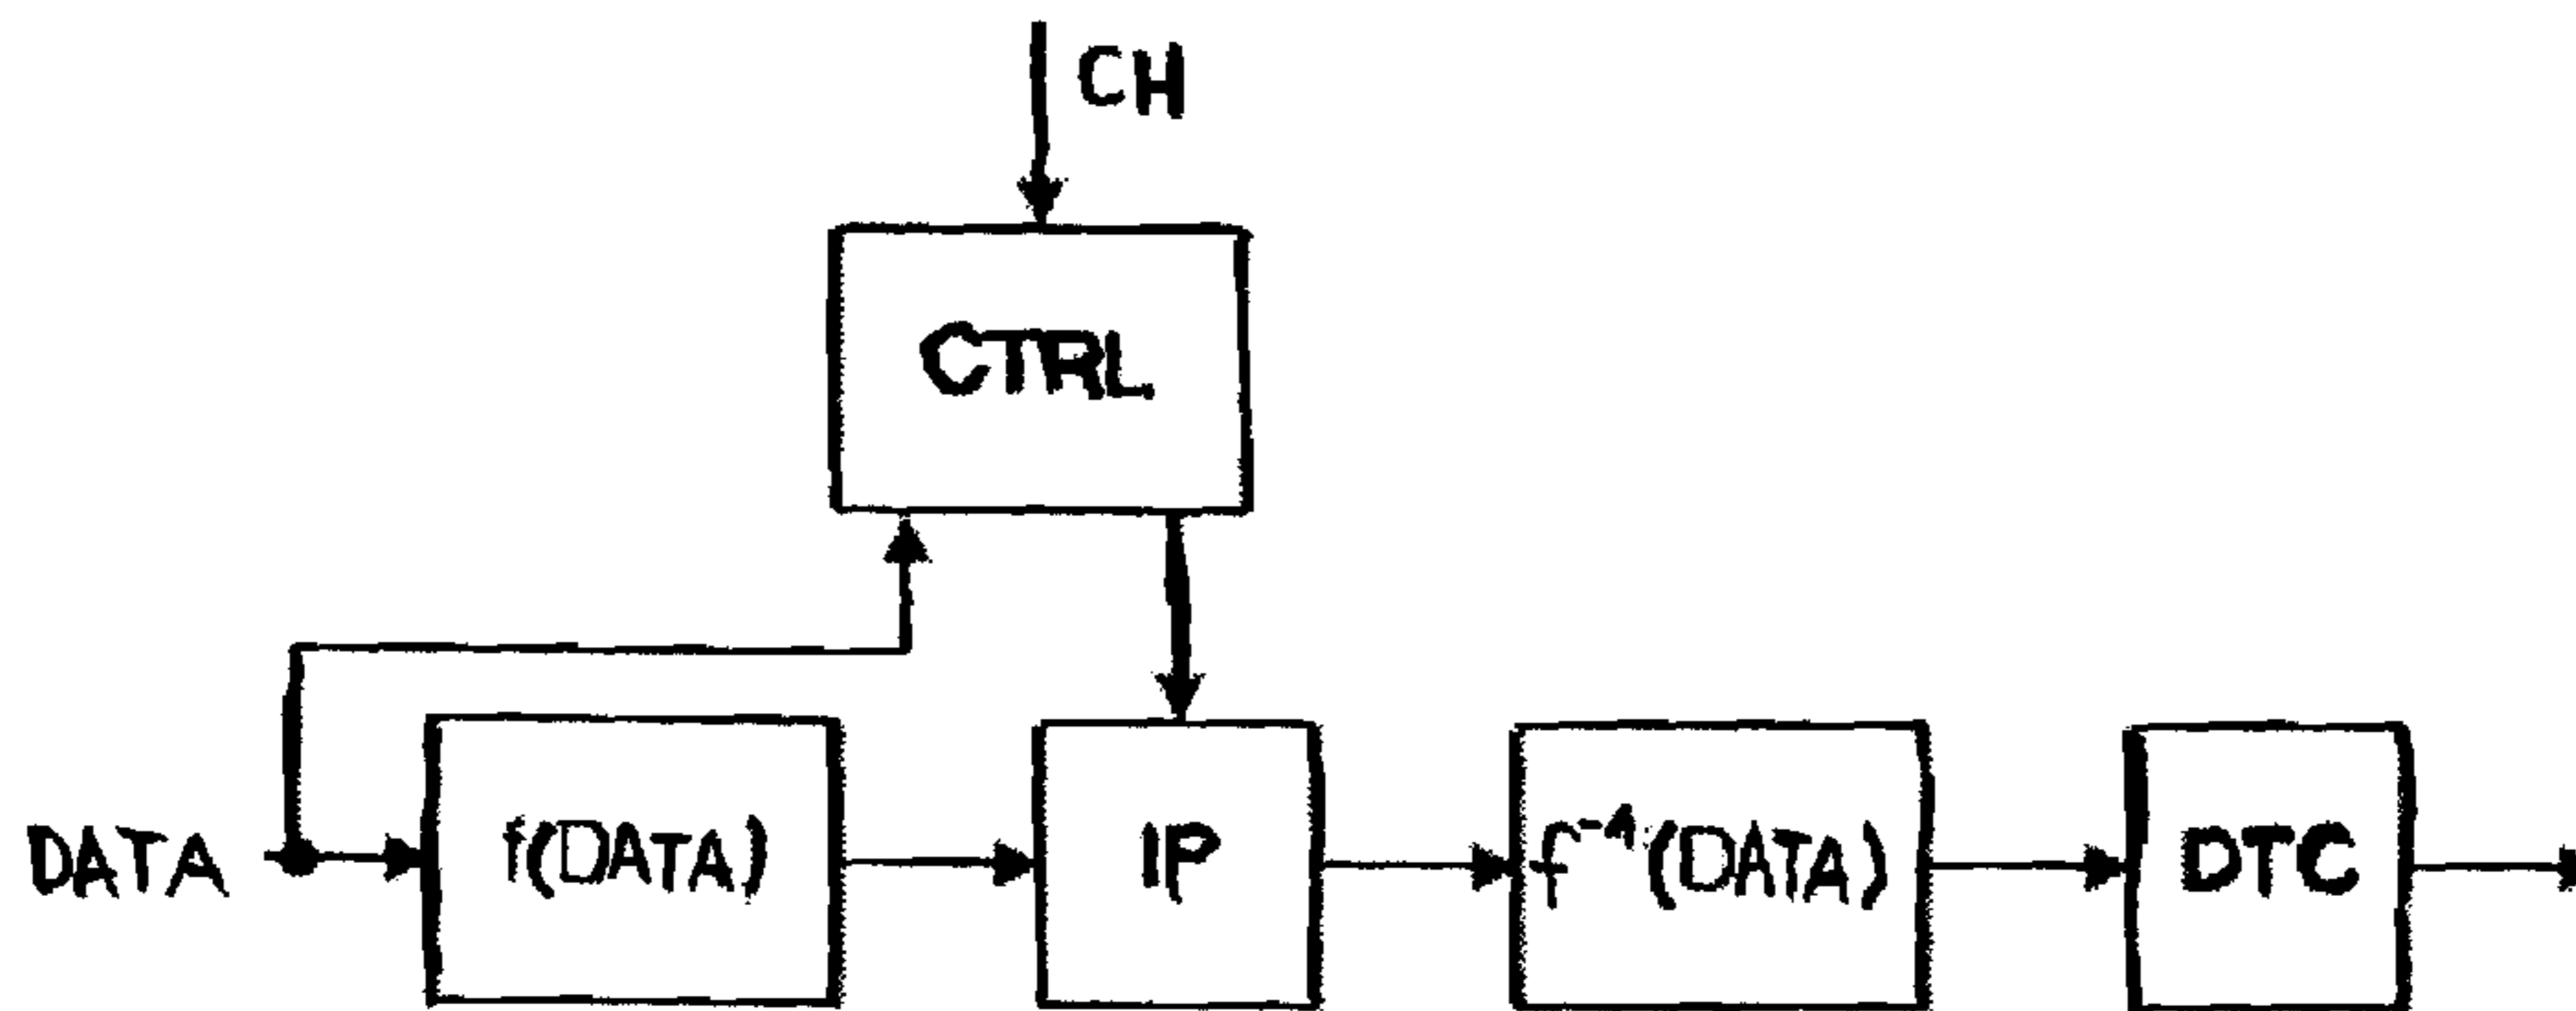 CH
CTRL
DATA
f(DATA)
IP
f⁻¹(DATA)
DTC